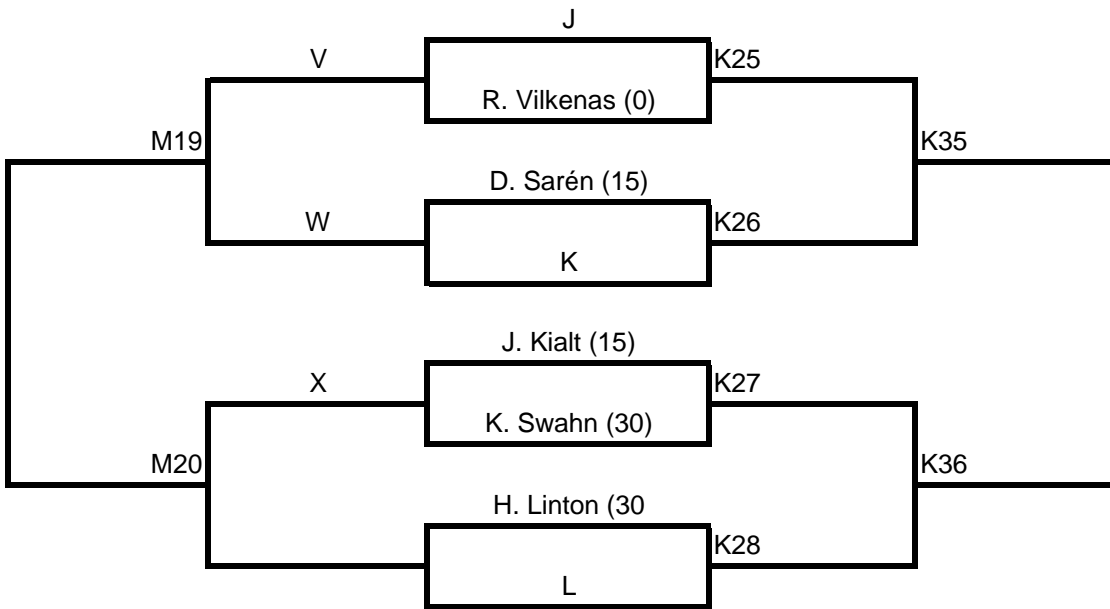 J
V
K25
R. Vilkenas (0)
M19
K35
D. Sarén (15)
W
K26
K
J. Kialt (15)
X
K27
K. Swahn (30)
M20
K36
H. Linton (30
K28
L